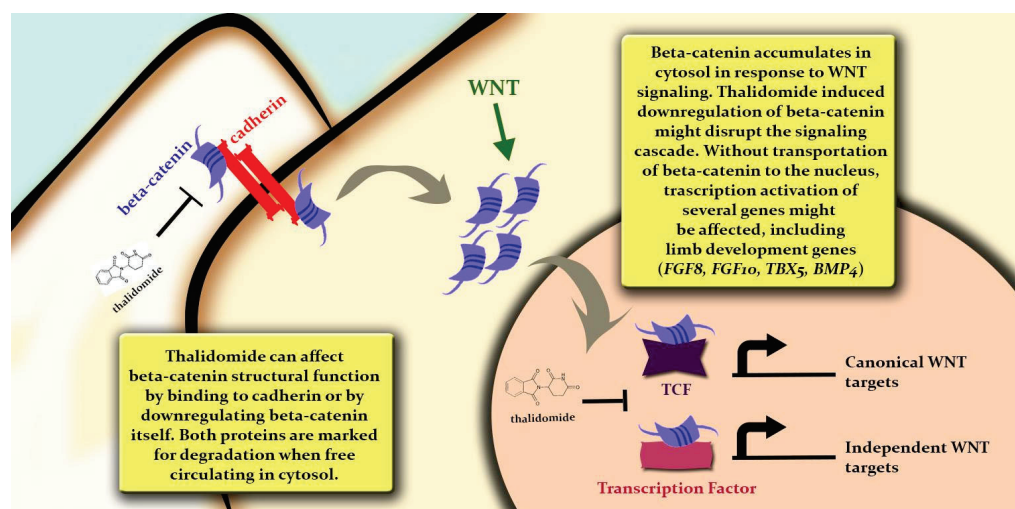 WNT
cadherin
beta-catenin
thalidomide
Beta-catenin accumulates in
cytosol in response to WNT
signaling. Thalidomide induced
downregulation of beta-catenin
might disrupt the signaling
cascade. Without transportation
of beta-catenin to the nucleus,
trascription activation of
several genes might
be affected, including
limb development genes
(FGF8, FGF10, TBX5, BMP4)
Thalidomide can affect
beta-catenin structural function
by binding to cadherin or by
downregulating beta-catenin
itself. Both proteins are marked
for degradation when free
circulating in cytosol.
thalidomide
TCF
Canonical WNT
targets
Transcription Factor
Independent WNT
targets